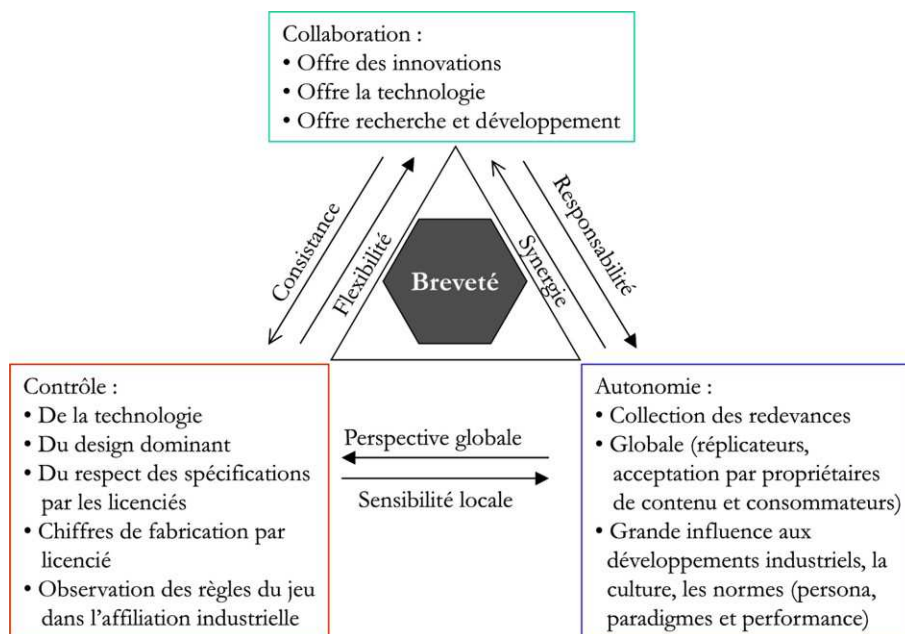 Collaboration :
• Offre des innovations
• Offre la technologie
• Offre recherche et développement
Consistance
Flexibilité
Breveté
Synergie
Responsabilité
Contrôle :
• De la technologie
• Du design dominant
• Du respect des spécifications
par les licenciés
• Chiffres de fabrication par
licencié
• Observation des règles du jeu
dans l’affiliation industrielle
Perspective globale
Sensibilité locale
Autonomie :
• Collection des redevances
• Globale (réplicateurs,
acceptation par propriétaires
de contenu et consommateurs)
• Grande influence aux
développements industriels, la
culture, les normes (persona,
paradigmes et performance)